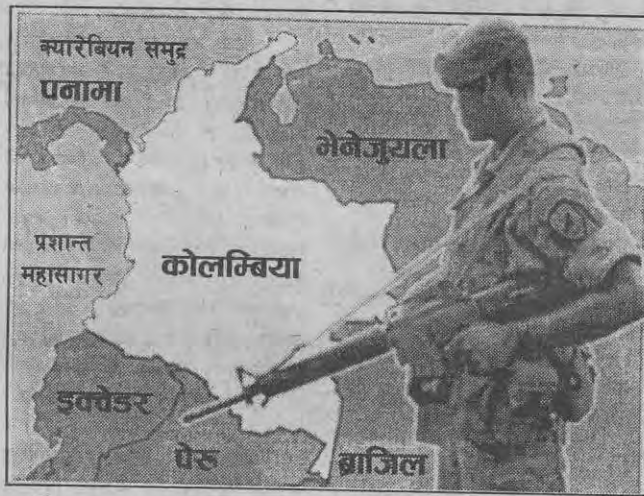 क्यारेबियन समुद्र
पनामा
भेनेजुयला
प्रशान्त
महासागर
कोलम्बिया
इक्वेडर
पेरू
ब्राजिल